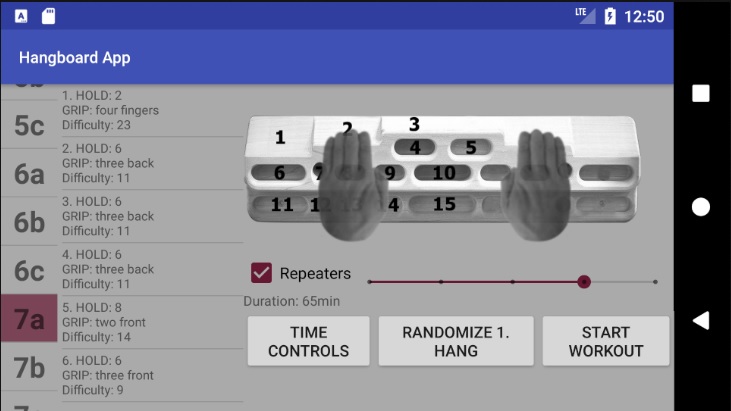 LTE 12:50
Hangboard App
5c
6a
6b
6c
7a
7b
1. HOLD: 2
GRIP: four fingers
Difficulty: 23
2. HOLD: 6
GRIP: three back
Difficulty: 11
3. HOLD: 6
GRIP: three back
Difficulty: 11
4. HOLD: 6
GRIP: three back
Difficulty: 11
5. HOLD: 8
GRIP: two front
Difficulty: 14
6. HOLD: 6
GRIP: three front
Difficulty: 9
1 2 3
4 5
6 7 9 10
11 12 13 4 15
Repeaters
Duration: 65min
TIME
CONTROLS
RANDOMIZE 1.
HANG
START
WORKOUT